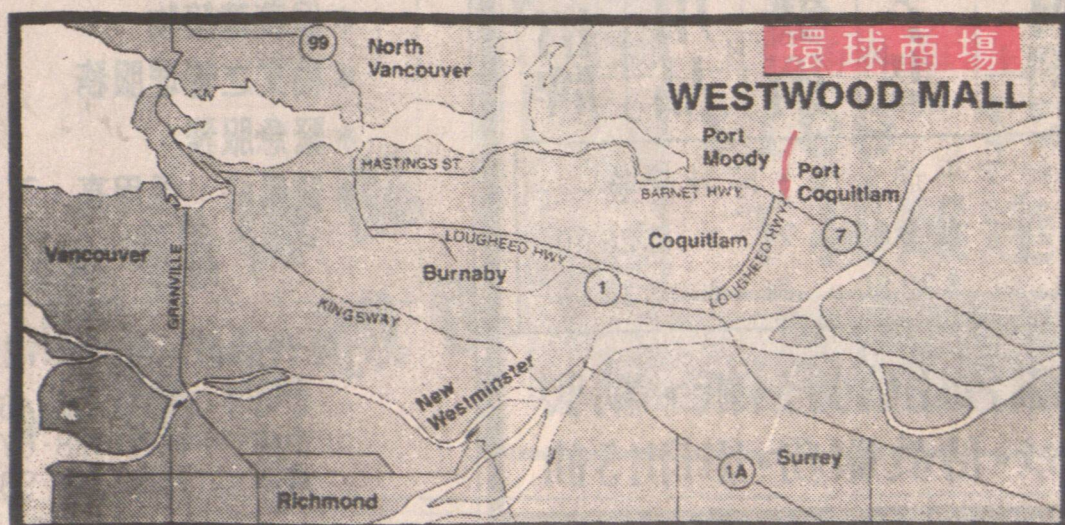 環球商場
WESTWOOD MALL
99
North
Vancouver
Port
Moody
Port
Coquitlam
HASTINGS ST.
BARNET HWY
LOUGHEED HWY
Coquitlam
LOUGHEED HWY
7
Vancouver
GRANVILLE
Burnaby
1
KINGSWAY
New
Westminster
1A
Surrey
Richmond